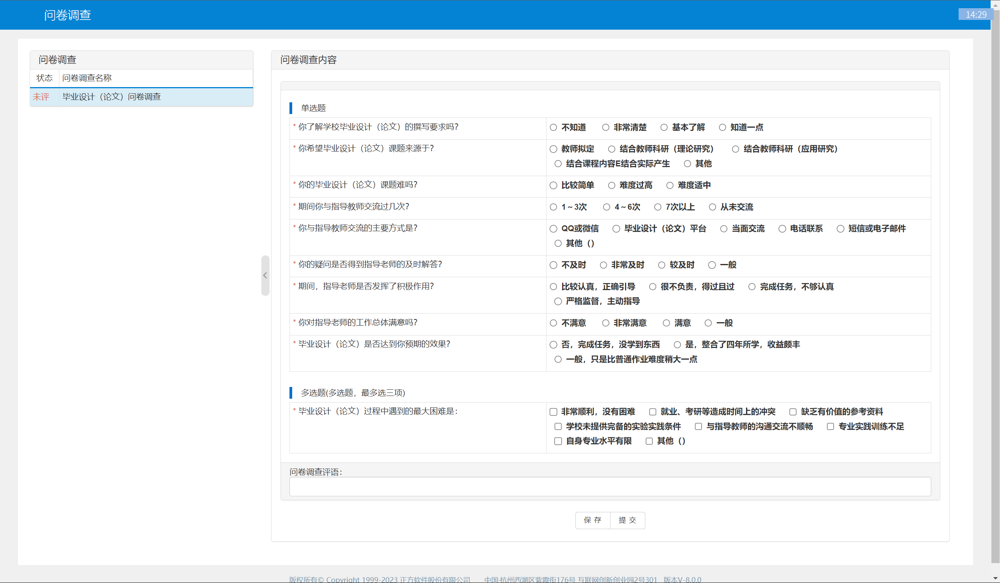 问卷调查
14:29
问卷调查
状态 问卷调查名称
未评 毕业设计（论文）问卷调查
问卷调查内容
单选题
* 你了解学校毕业设计（论文）的撰写要求吗？ 不知道 非常清楚 基本了解 知道一点
* 你希望毕业设计（论文）课题来源于？ 教师拟定 结合教师科研（理论研究） 结合教师科研（应用研究）
结合课程内容E结合实际产生 其他
* 你的毕业设计（论文）课题难吗？ 比较简单 难度过高 难度适中
* 期间你与指导教师交流过几次？ 1～3次 4～6次 7次以上 从未交流
* 你与指导教师交流的主要方式是？ QQ或微信 毕业设计（论文）平台 当面交流 电话联系 短信或电子邮件
其他（）
* 你的疑问是否得到指导老师的及时解答？ 不及时 非常及时 较及时 一般
* 期间，指导老师是否发挥了积极作用？ 比较认真，正确引导 很不负责，得过且过 完成任务，不够认真
严格监督，主动指导
* 你对指导老师的工作总体满意吗？ 不满意 非常满意 满意 一般
* 毕业设计（论文）是否达到你预期的效果？ 否，完成任务，没学到东西 是，整合了四年所学，收益颇丰
一般，只是比普通作业难度稍大一点
多选题(多选题，最多选三项)
* 毕业设计（论文）过程中遇到的最大困难是： 非常顺利，没有困难 就业、考研等造成时间上的冲突 缺乏有价值的参考资料
学校未提供完备的实验实践条件 与指导教师的沟通交流不顺畅 专业实践训练不足
自身专业水平有限 其他（）
问卷调查评语：
保 存 提 交
版权所有© Copyright 1999-2023 正方软件股份有限公司 中国·杭州西湖区紫霞街176号 互联网创新创业园2号301 版本V-8.0.0